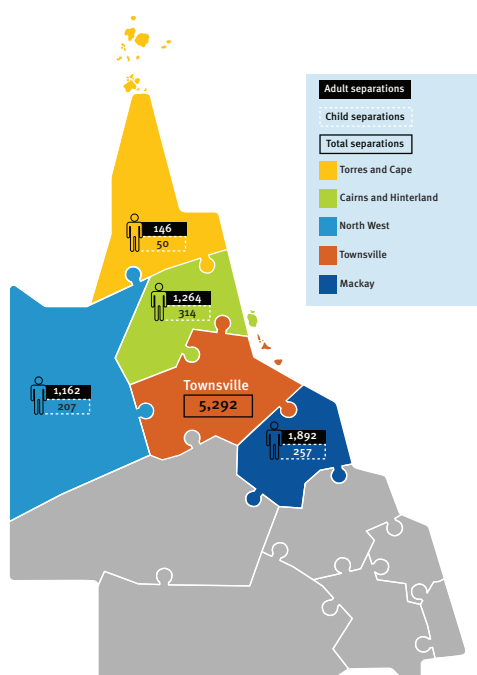 Adult separations
Child separations
Total separations
Torres and Cape
Cairns and Hinterland
North West
Townsville
Mackay
146
50
1,264
314
1,162
207
Townsville
5,292
1,892
257